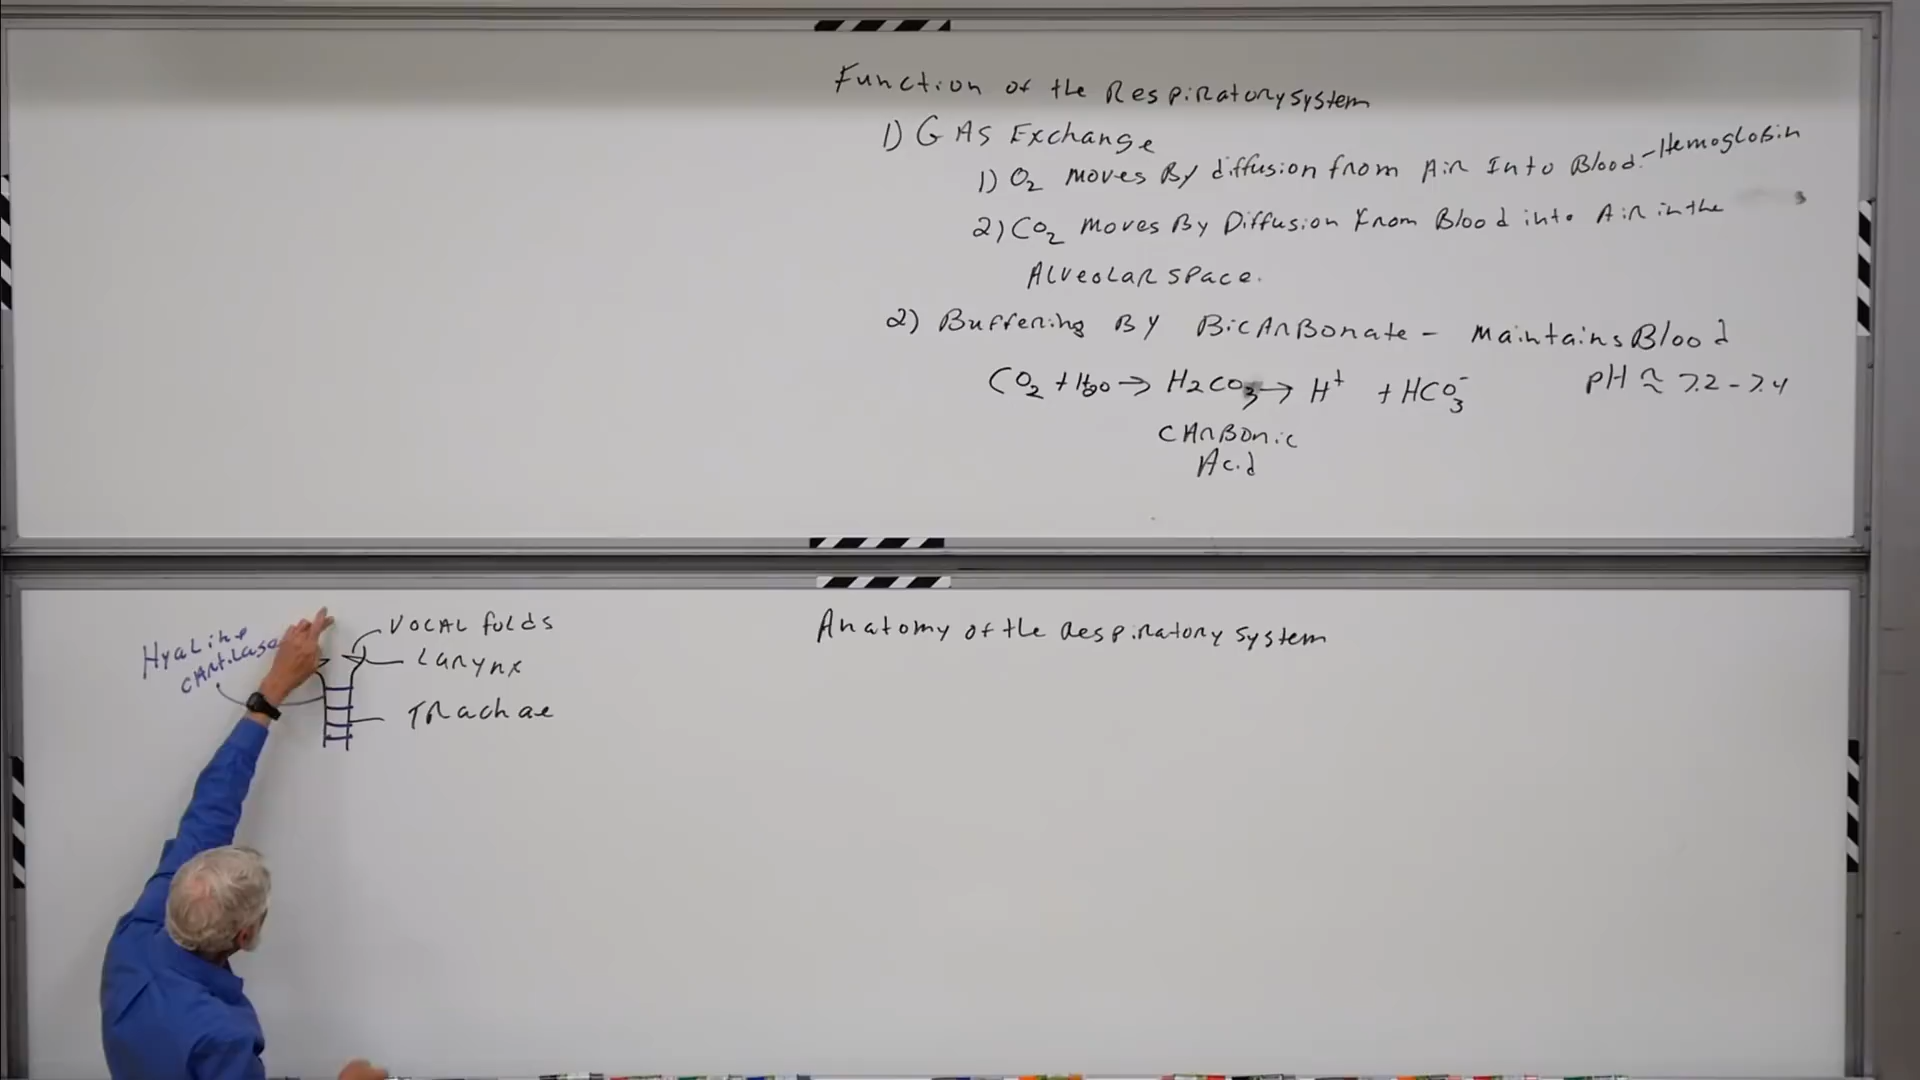 Function of the Respiratory system
1) GAS Exchange
1) O2 moves By diffusion from Air Into Blood - Hemoglobin
2) CO2 moves By Diffusion From Blood into Air in the
Alveolar space.
2) Buffering By BicArBonate - maintains Blood
pH ≈ 7.2 - 7.4
CO2 + H2O → H2CO3 → H+ + HCO3-
CArBonic
Acid
Hyaline
cArtilage
VOCAL folds
Larynx
TRachae
Anatomy of the Respiratory system